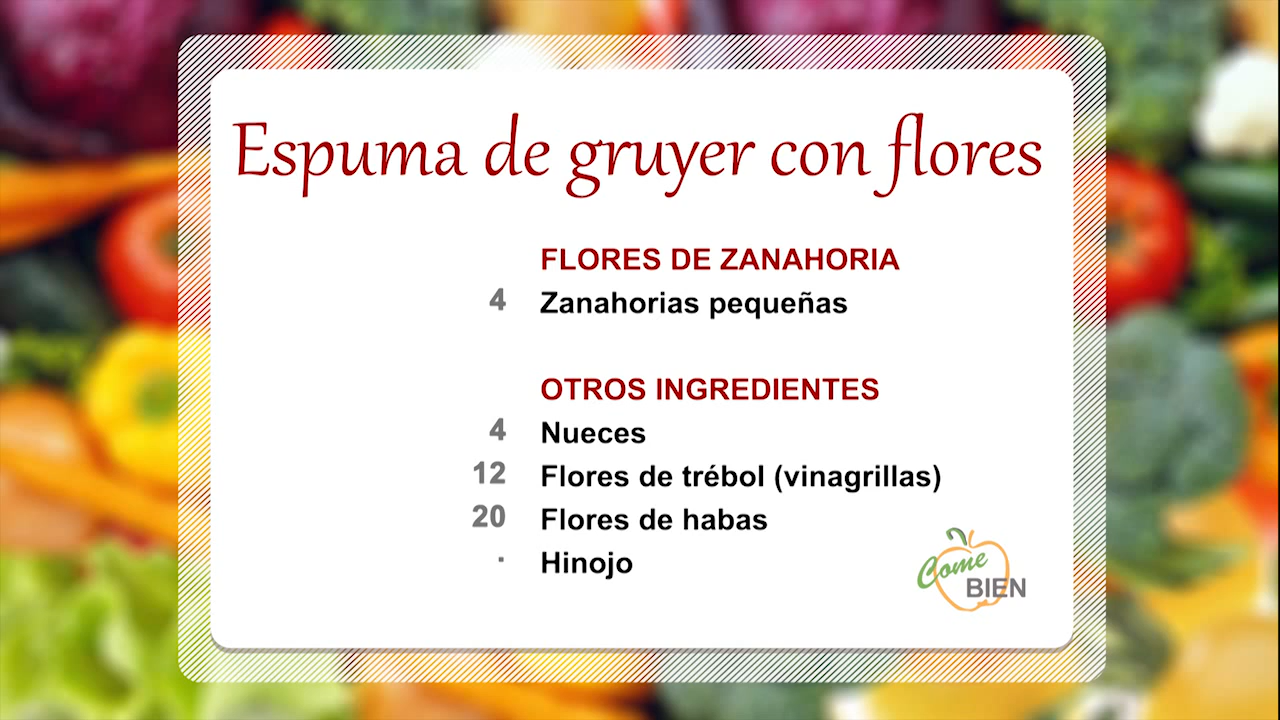 Espuma de gruyer con flores
FLORES DE ZANAHORIA
4 Zanahorias pequeñas
OTROS INGREDIENTES
4 Nueces
12 Flores de trébol (vinagrillas)
20 Flores de habas
· Hinojo
Come
BIEN